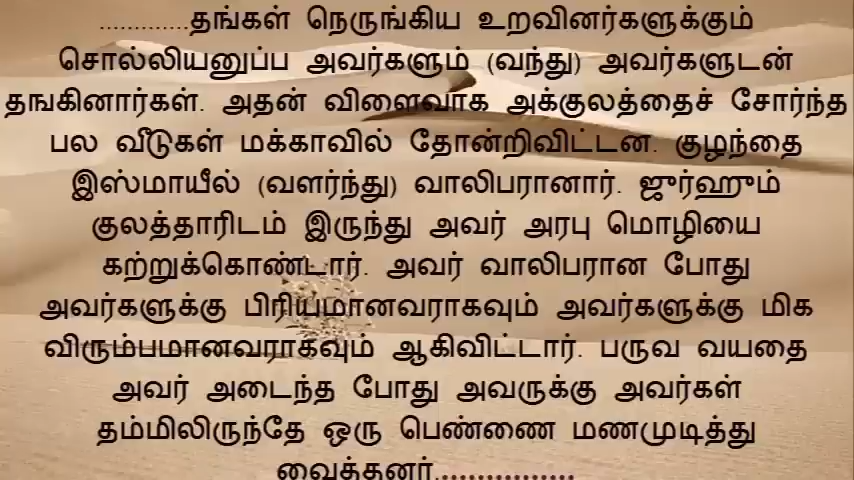 .............தங்கள் நெருங்கிய உறவினர்களுக்கும்
சொல்லியனுப்ப அவர்களும் (வந்து) அவர்களுடன்
தஙகினார்கள். அதன் விளைவாக அக்குலத்தைச் சோர்ந்த
பல வீடுகள் மக்காவில் தோன்றிவிட்டன. குழந்தை
இஸ்மாயீல் (வளர்ந்து) வாலிபரானார். ஜுர்ஹும்
குலத்தாரிடம் இருந்து அவர் அரபு மொழியை
கற்றுக்கொண்டார். அவர் வாலிபரான போது
அவர்களுக்கு பிரியமானவராகவும் அவர்களுக்கு மிக
விரும்பமானவராகவும் ஆகிவிட்டார். பருவ வயதை
அவர் அடைந்த போது அவருக்கு அவர்கள்
தம்மிலிருந்தே ஒரு பெண்ணை மணமுடித்து
வைத்தனர்................